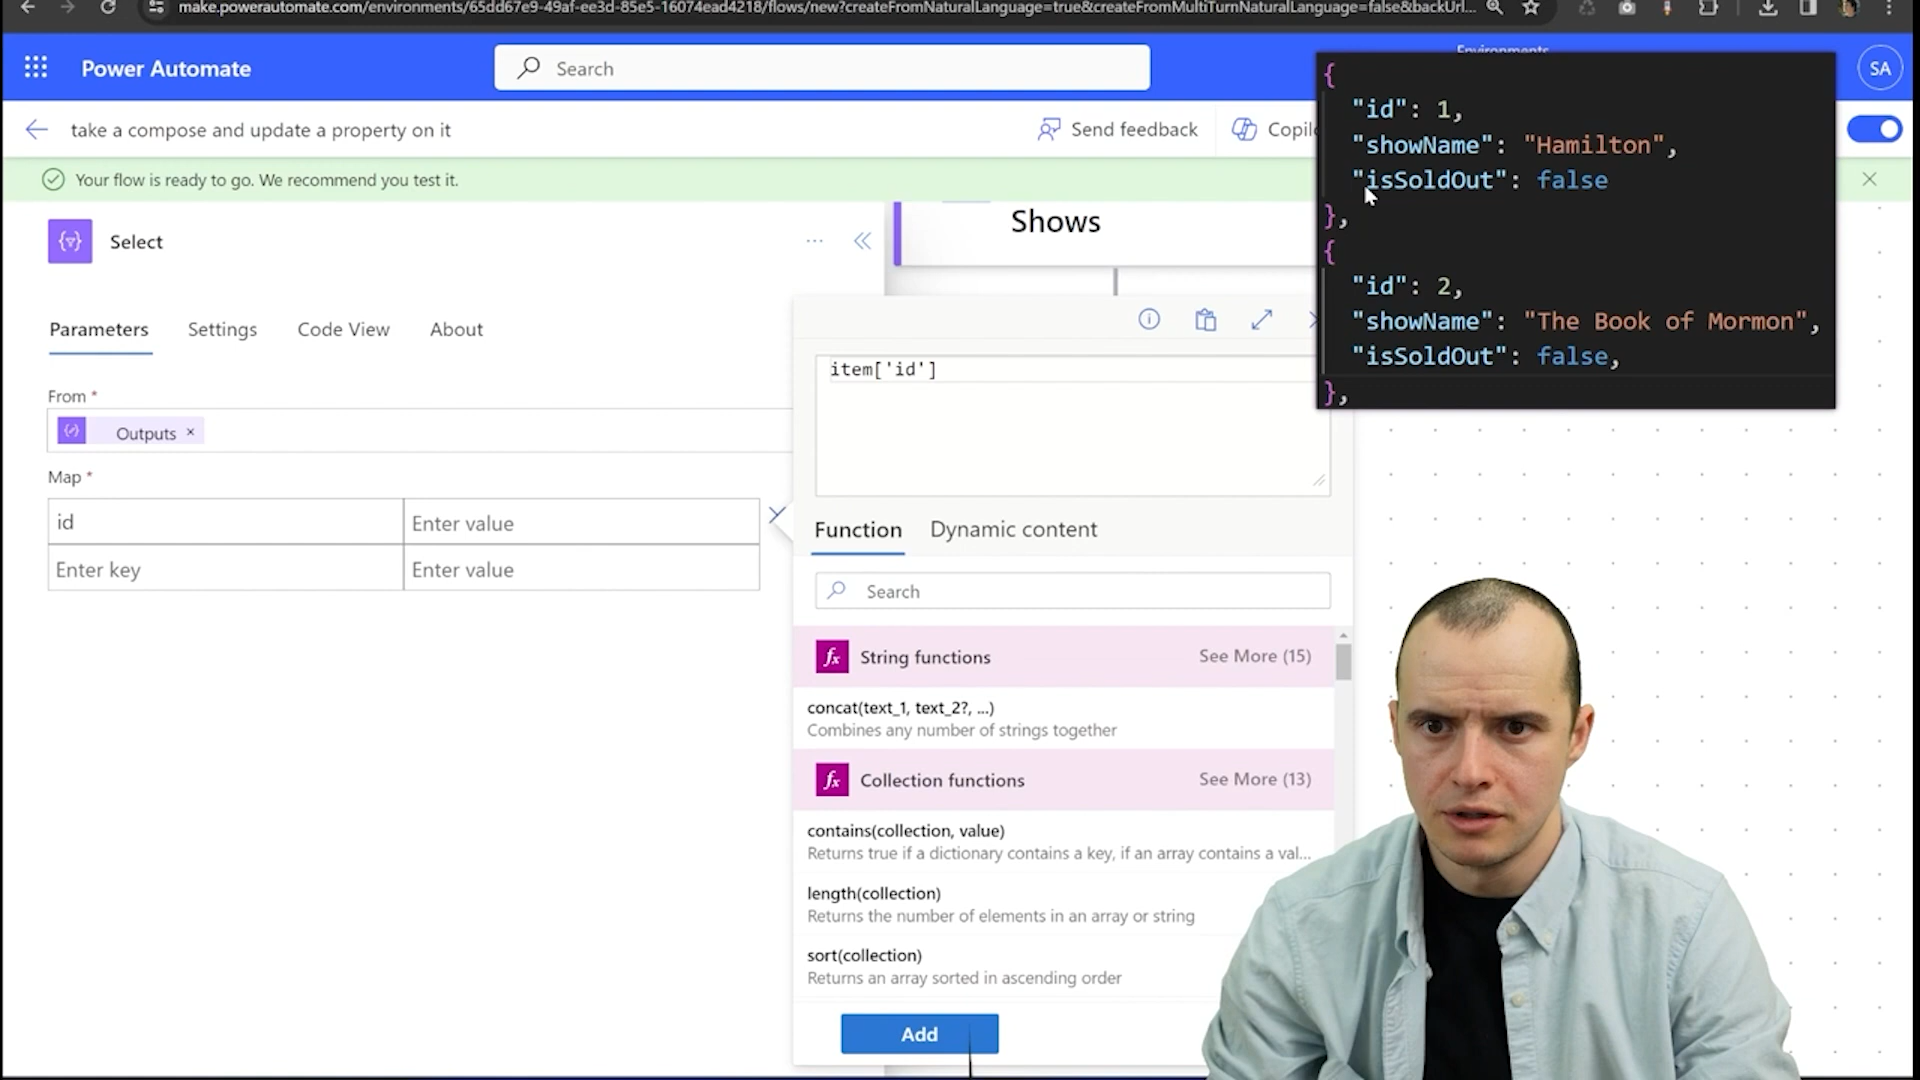 make.powerautomate.com/environments/65dd67e9-49af-ee3d-85e5-16074ead4218/flows/new?createFromNaturalLanguage=true&createFromMultiTurnNaturalLanguage=false&backUrl...
Power Automate
Search
Environments
SA
take a compose and update a property on it
Send feedback
Your flow is ready to go. We recommend you test it.
{
"id": 1,
"showName": "Hamilton",
"isSoldOut": false
},
{
"id": 2,
"showName": "The Book of Mormon",
"isSoldOut": false,
},
Select
Shows
Parameters
Settings
Code View
About
From *
Outputs ×
Map *
id
Enter value
Enter key
Enter value
item['id']
Function
Dynamic content
Search
String functions
See More (15)
concat(text_1, text_2?, ...)
Combines any number of strings together
Collection functions
See More (13)
contains(collection, value)
Returns true if a dictionary contains a key, if an array contains a val...
length(collection)
Returns the number of elements in an array or string
sort(collection)
Returns an array sorted in ascending order
Add